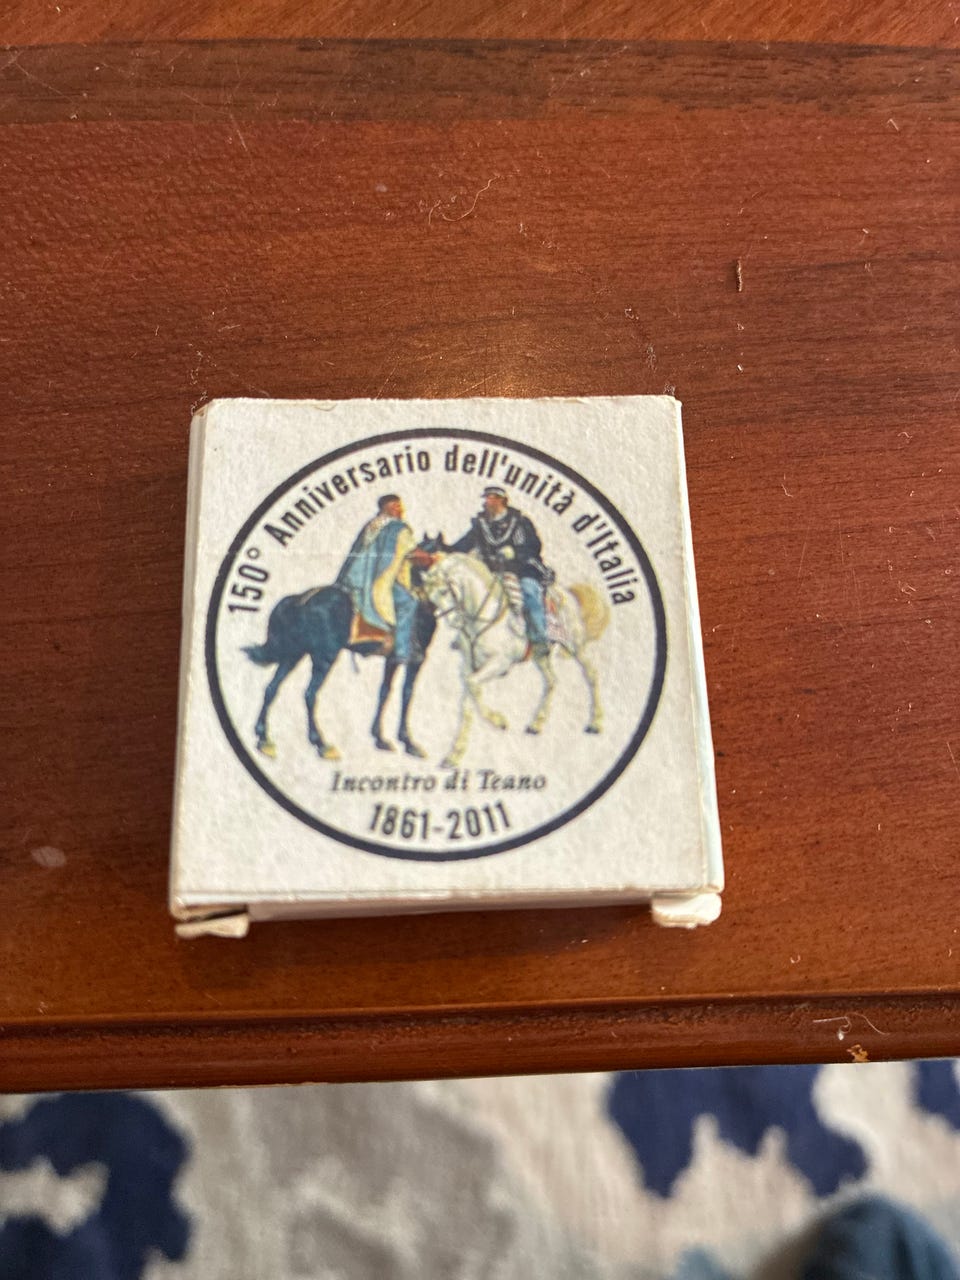 150° Anniversario dell'unità d'Italia
Incontro di Teano
1861-2011